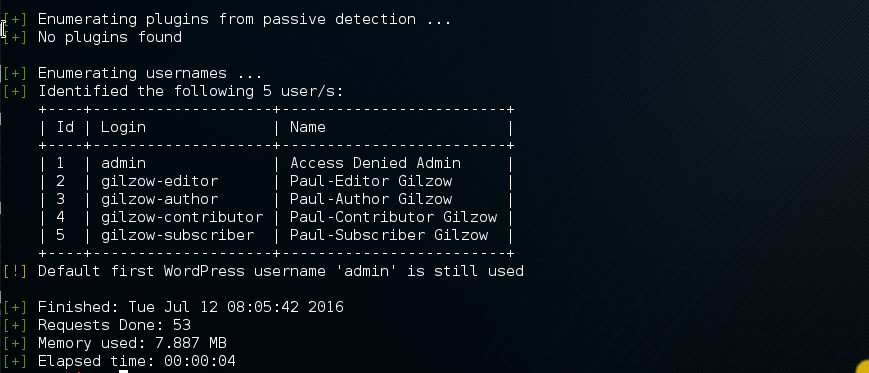 [+] Enumerating plugins from passive detection ...
[+] No plugins found
[+] Enumerating usernames ...
[+] Identified the following 5 user/s:
    +----+--------------------+-------------------------+
    | Id | Login              | Name                    |
    +----+--------------------+-------------------------+
    | 1  | admin              | Access Denied Admin     |
    | 2  | gilzow-editor      | Paul-Editor Gilzow      |
    | 3  | gilzow-author      | Paul-Author Gilzow      |
    | 4  | gilzow-contributor | Paul-Contributor Gilzow |
    | 5  | gilzow-subscriber  | Paul-Subscriber Gilzow  |
    +----+--------------------+-------------------------+
[!] Default first WordPress username 'admin' is still used
[+] Finished: Tue Jul 12 08:05:42 2016
[+] Requests Done: 53
[+] Memory used: 7.887 MB
[+] Elapsed time: 00:00:04